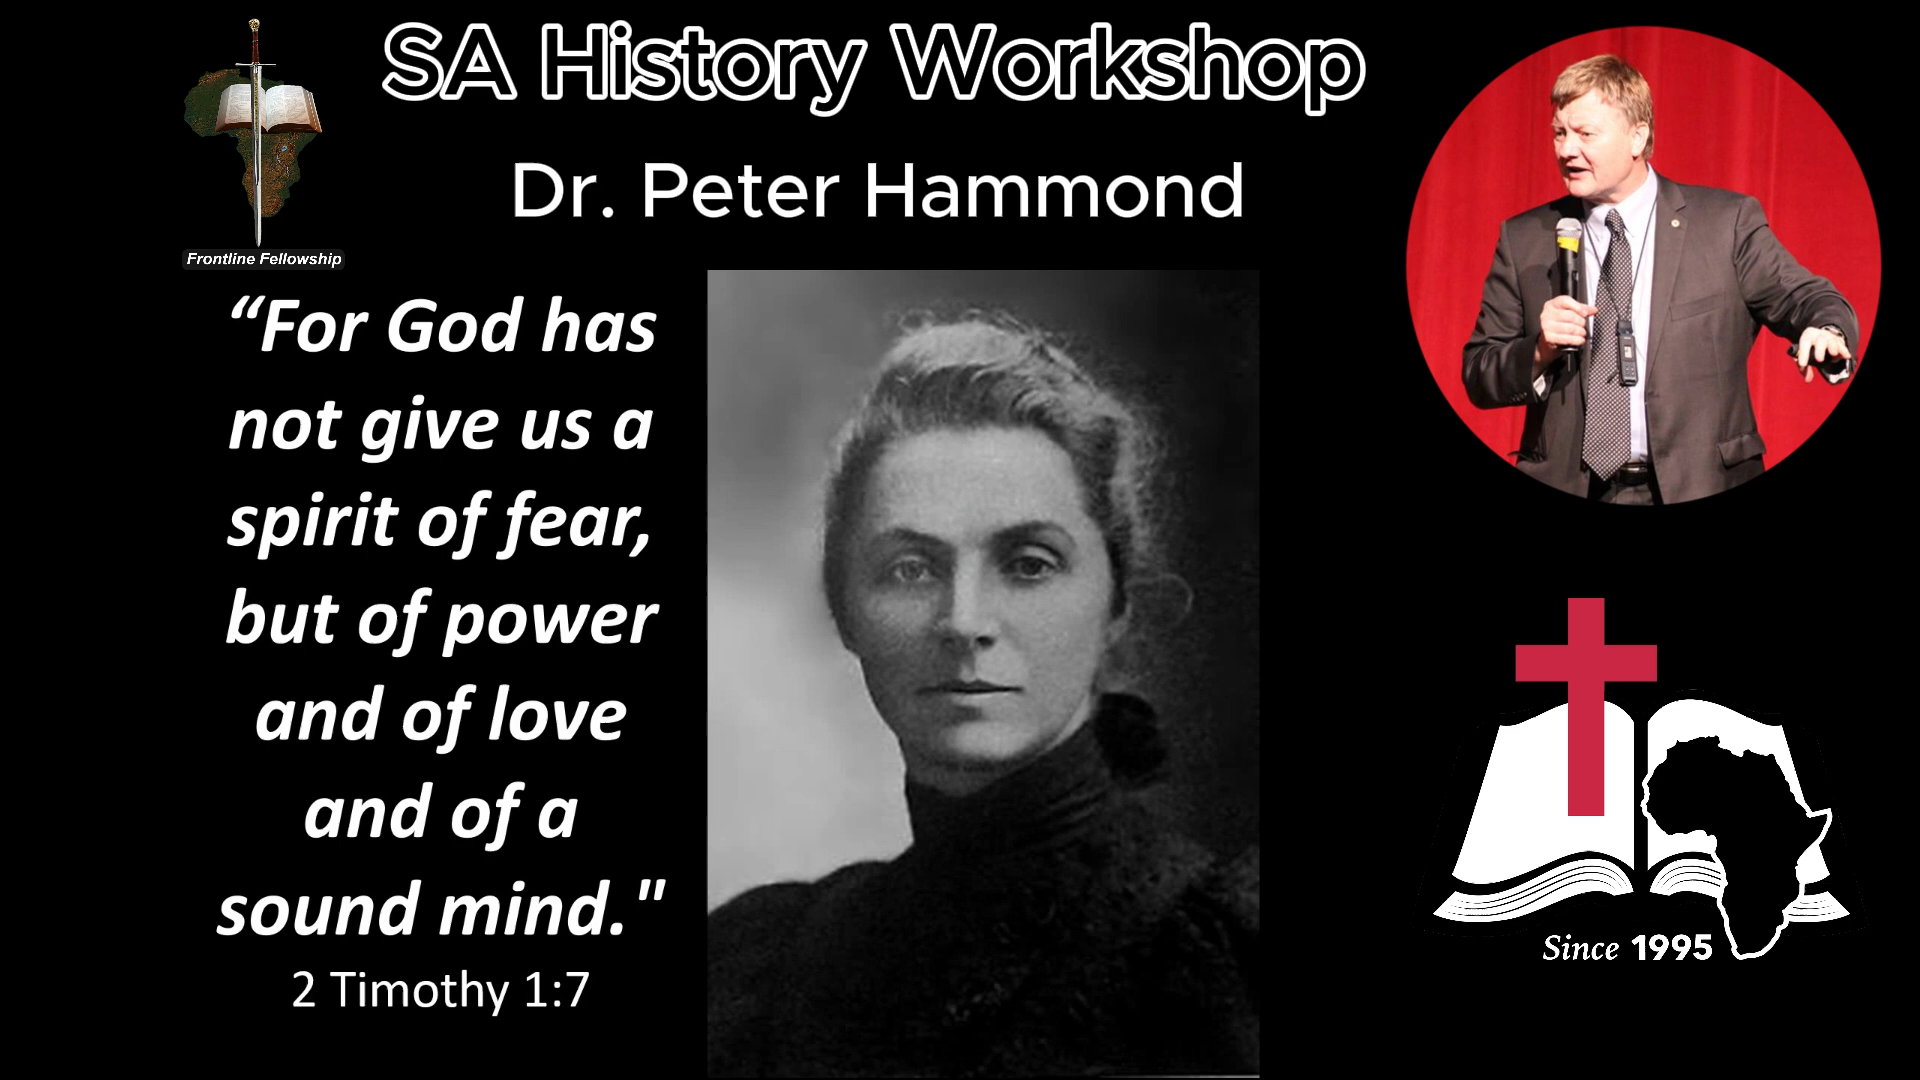 SA History Workshop
Dr. Peter Hammond
Frontline Fellowship
“For God has
not give us a
spirit of fear,
but of power
and of love
and of a
sound mind."
2 Timothy 1:7
Since 1995